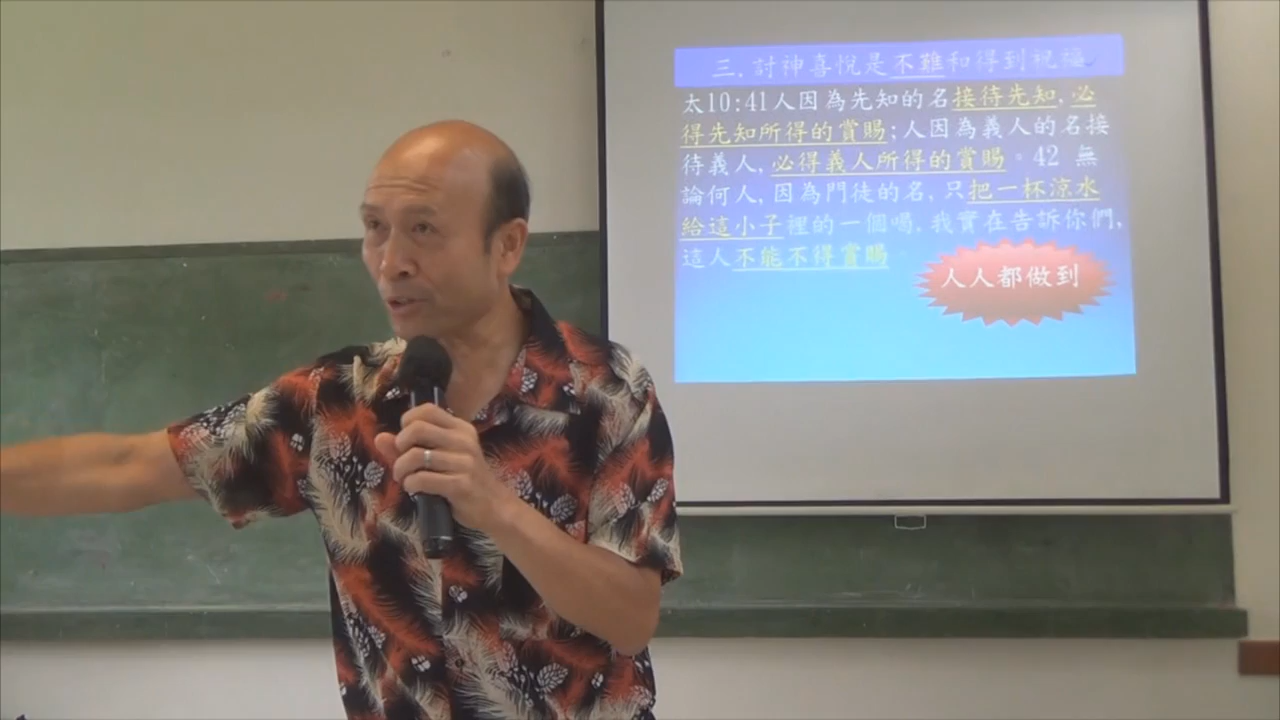 三.討神喜悅是不難和得到祝福
太10:41人因為先知的名接待先知,必
得先知所得的賞賜;人因為義人的名接
待義人,必得義人所得的賞賜。42 無
論何人,因為門徒的名,只把一杯涼水
給這小子裡的一個喝,我實在告訴你們,
這人不能不得賞賜
人人都做到